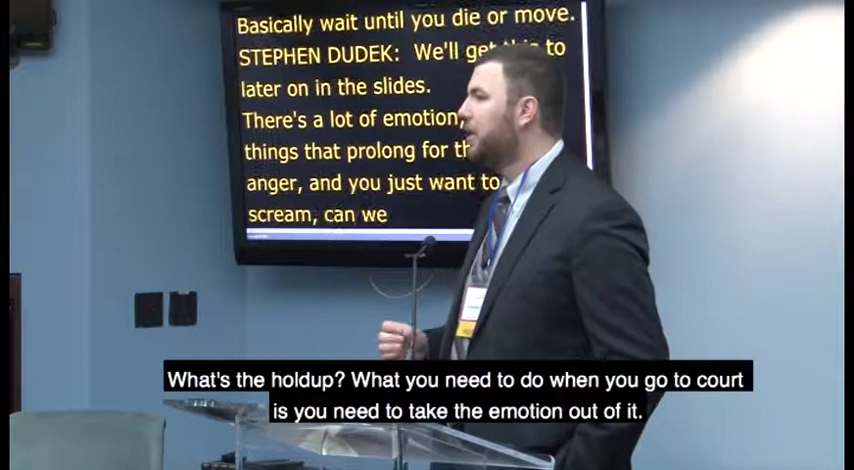 Basically wait until you die or move.
STEPHEN DUDEK: We'll get this to
later on in the slides.
There's a lot of emotion,
things that prolong for
anger, and you just want to
scream, can we
What's the holdup? What you need to do when you go to court
is you need to take the emotion out of it.